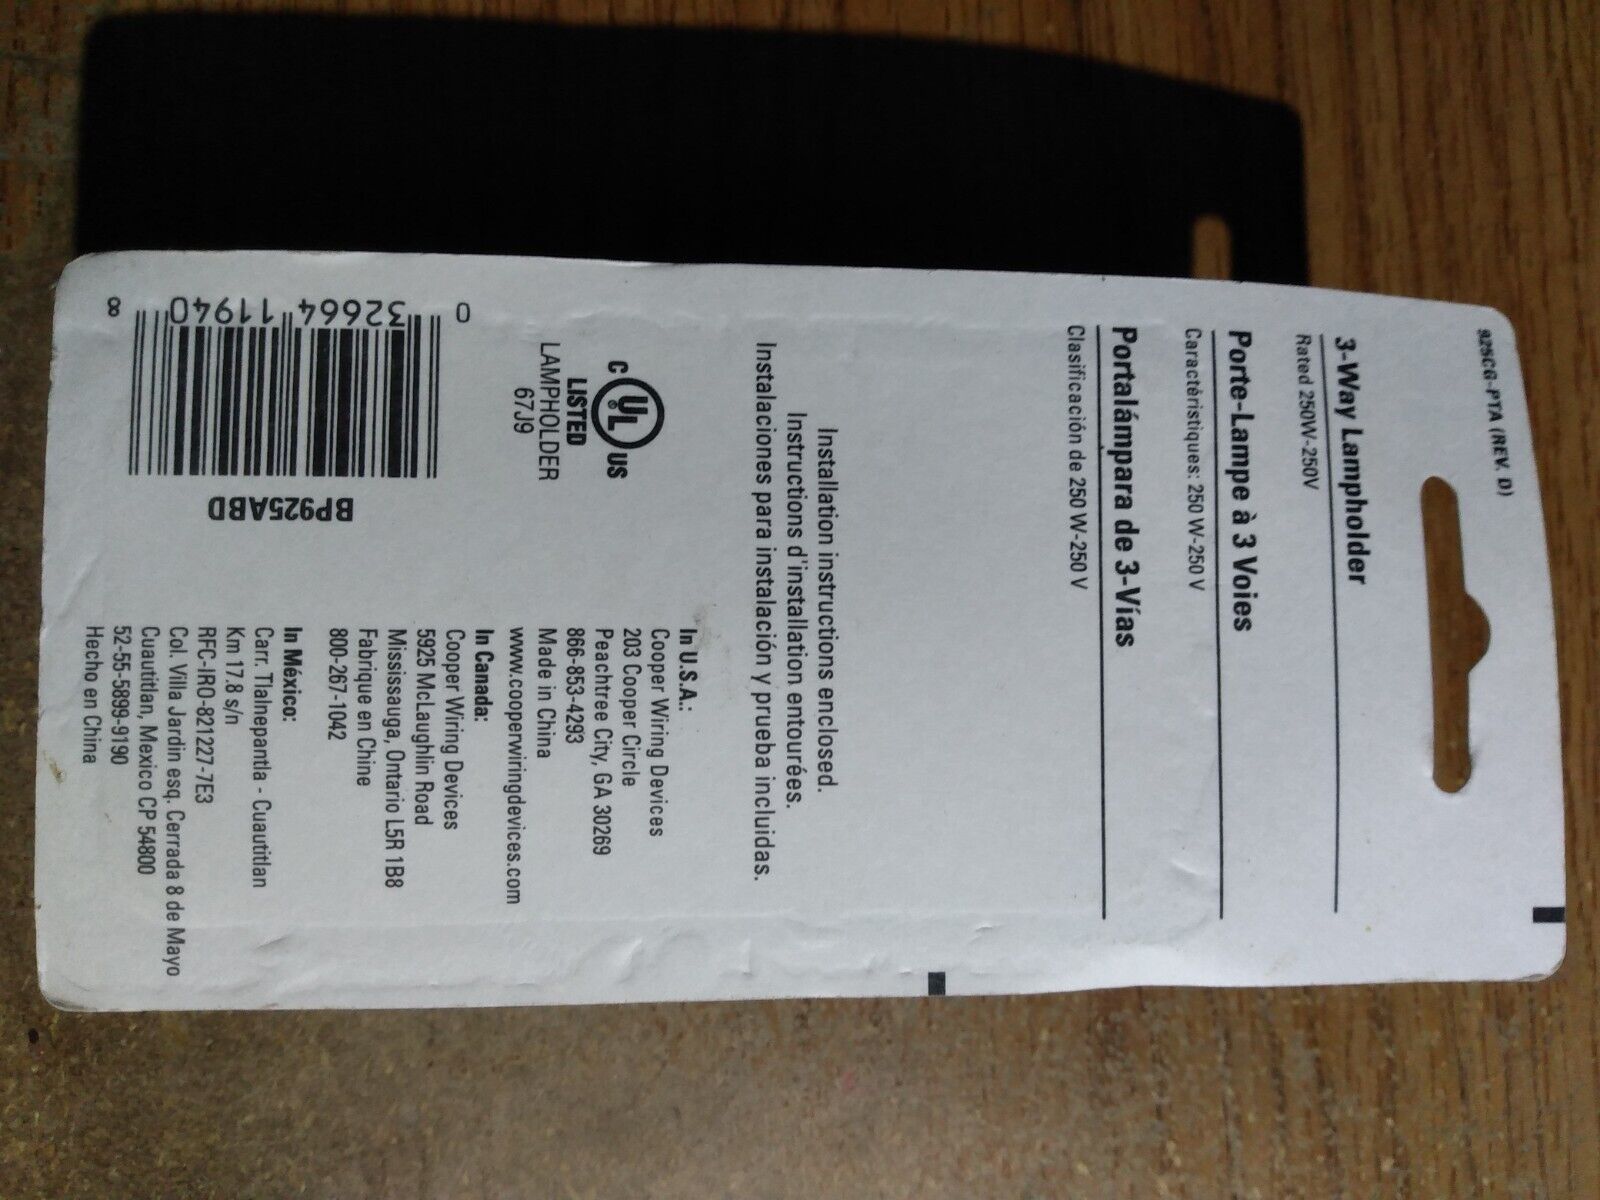 925CG-PTA (REV. D)
3-Way Lampholder
Rated 250W-250V
Porte-Lampe à 3 Voies
Caractéristiques: 250 W-250 V
Portalámpara de 3-Vías
Clasificación de 250 W-250 V
Installation instructions enclosed.
Instructions d'installation entourées.
Instalaciones para instalación y prueba incluidas.
C UL US
®
LISTED
LAMPHOLDER
67J9
BP925ABD
0 32664 11940 8
In U.S.A.:
Cooper Wiring Devices
203 Cooper Circle
Peachtree City, GA 30269
866-853-4293
Made in China
www.cooperwiringdevices.com
In Canada:
Cooper Wiring Devices
5925 McLaughlin Road
Mississauga, Ontario L5R 1B8
Fabrique en Chine
800-267-1042
In México:
Carr. Tlalnepantla - Cuautitlan
Km 17.8 s/n
RFC-IRO-821227-7E3
Col. Villa Jardin esq. Cerrada 8 de Mayo
Cuautitlan, Mexico CP 54800
52-55-5899-9190
Hecho en China